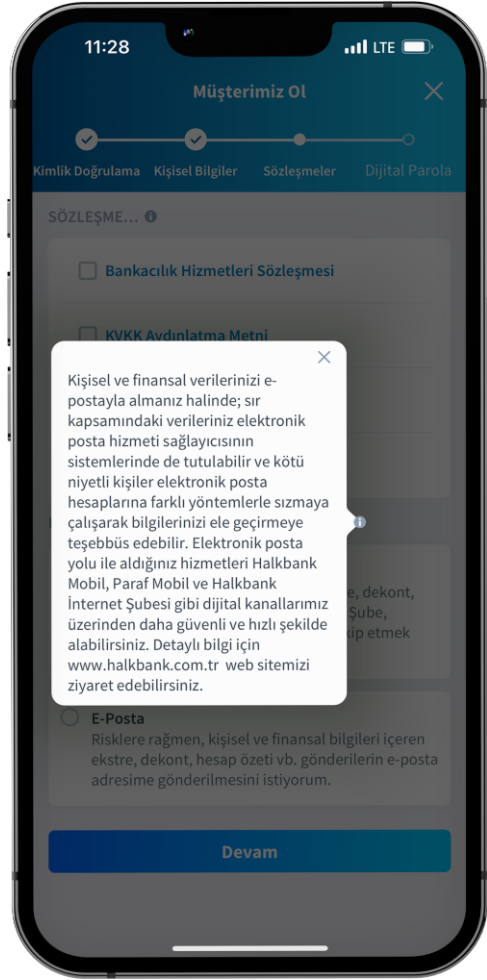 11:28
LTE
Müşterimiz Ol
Kimlik Doğrulama Kişisel Bilgiler Sözleşmeler Dijital Parola
SÖZLEŞME...
Bankacılık Hizmetleri Sözleşmesi
KVKK Aydınlatma Metni
Kişisel ve finansal verilerinizi e-
postayla almanız halinde; sır
kapsamındaki verileriniz elektronik
posta hizmeti sağlayıcısının
sistemlerinde de tutulabilir ve kötü
niyetli kişiler elektronik posta
hesaplarına farklı yöntemlerle sızmaya
çalışarak bilgilerinizi ele geçirmeye
teşebbüs edebilir. Elektronik posta
yolu ile aldığınız hizmetleri Halkbank
Mobil, Paraf Mobil ve Halkbank
İnternet Şubesi gibi dijital kanallarımız
üzerinden daha güvenli ve hızlı şekilde
alabilirsiniz. Detaylı bilgi için
www.halkbank.com.tr web sitemizi
ziyaret edebilirsiniz.
dekont,
Şube,
etmek
E-Posta
Risklere rağmen, kişisel ve finansal bilgileri içeren
ekstre, dekont, hesap özeti vb. gönderilerin e-posta
adresime gönderilmesini istiyorum.
Devam